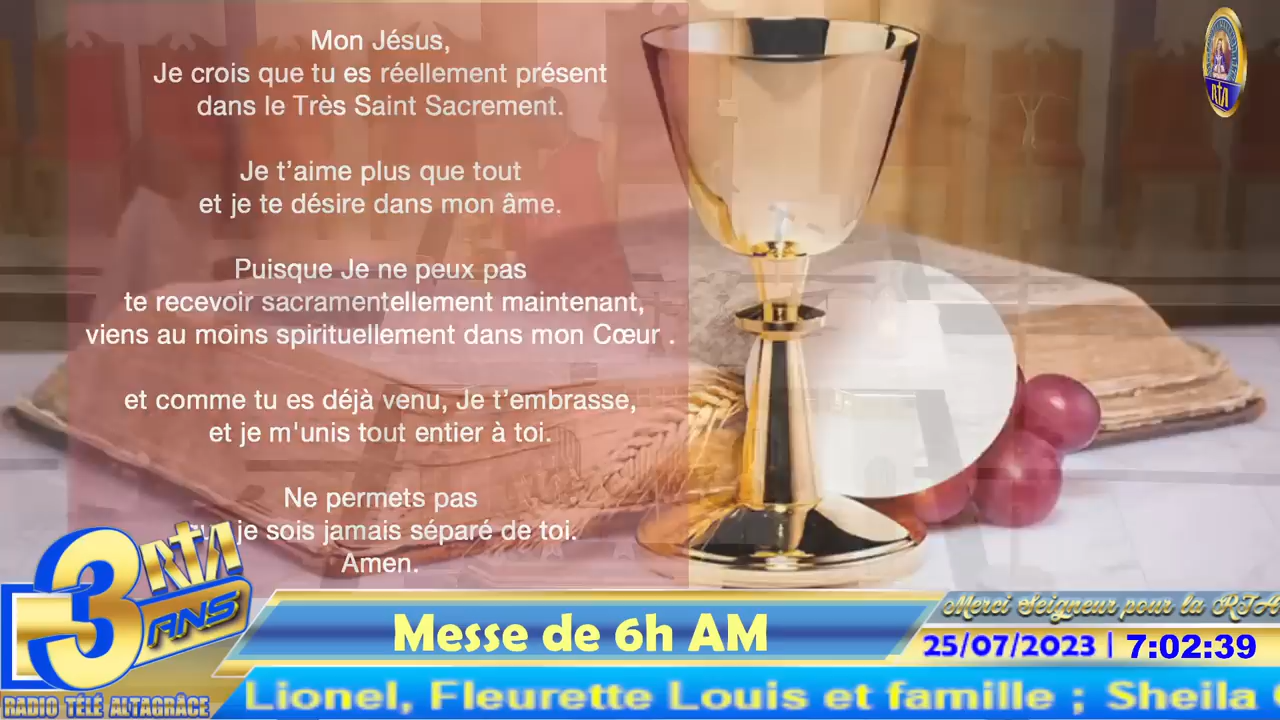 Mon Jésus,
Je crois que tu es réellement présent
dans le Très Saint Sacrement.
Je t’aime plus que tout
et je te désire dans mon âme.
Puisque Je ne peux pas
te recevoir sacramentellement maintenant,
viens au moins spirituellement dans mon Cœur .
et comme tu es déjà venu, Je t’embrasse,
et je m'unis tout entier à toi.
Ne permets pas
je sois jamais séparé de toi.
Amen.
RTA
3 RTA
ANS
RADIO TÉLÉ ALTAGRÂCE
Messe de 6h AM
Merci Seigneur pour la RTA
25/07/2023 | 7:02:39
Lionel, Fleurette Louis et famille ; Sheila